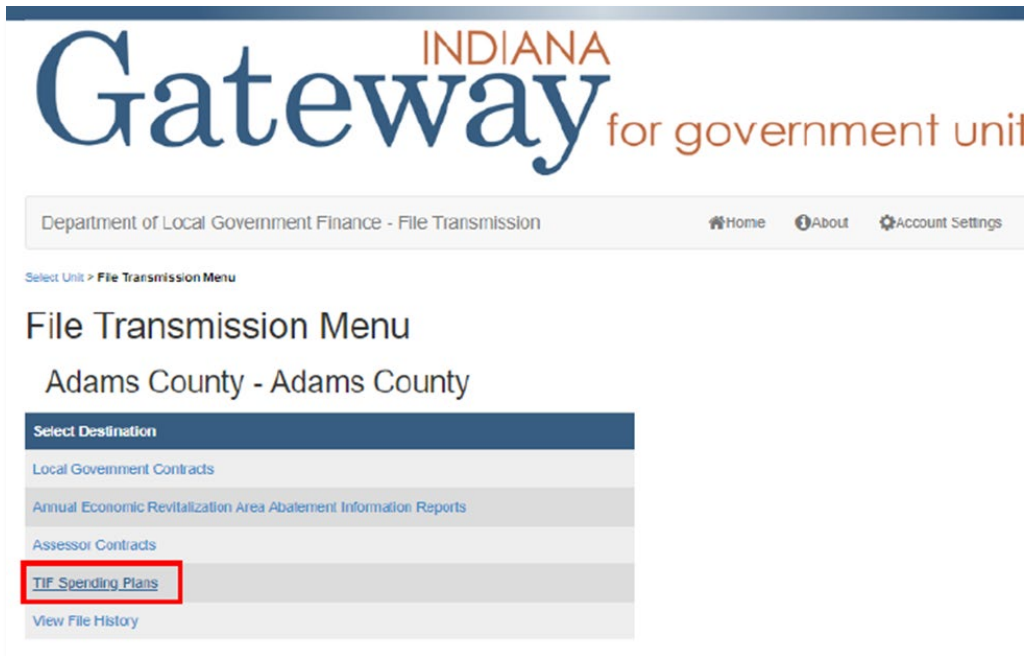 INDIANA
Gateway for government unit
Department of Local Government Finance - File Transmission Home About Account Settings
Select Unit > File Transmission Menu
File Transmission Menu
Adams County - Adams County
Select Destination
Local Government Contracts
Annual Economic Revitalization Area Abatement Information Reports
Assessor Contracts
TIF Spending Plans
View File History